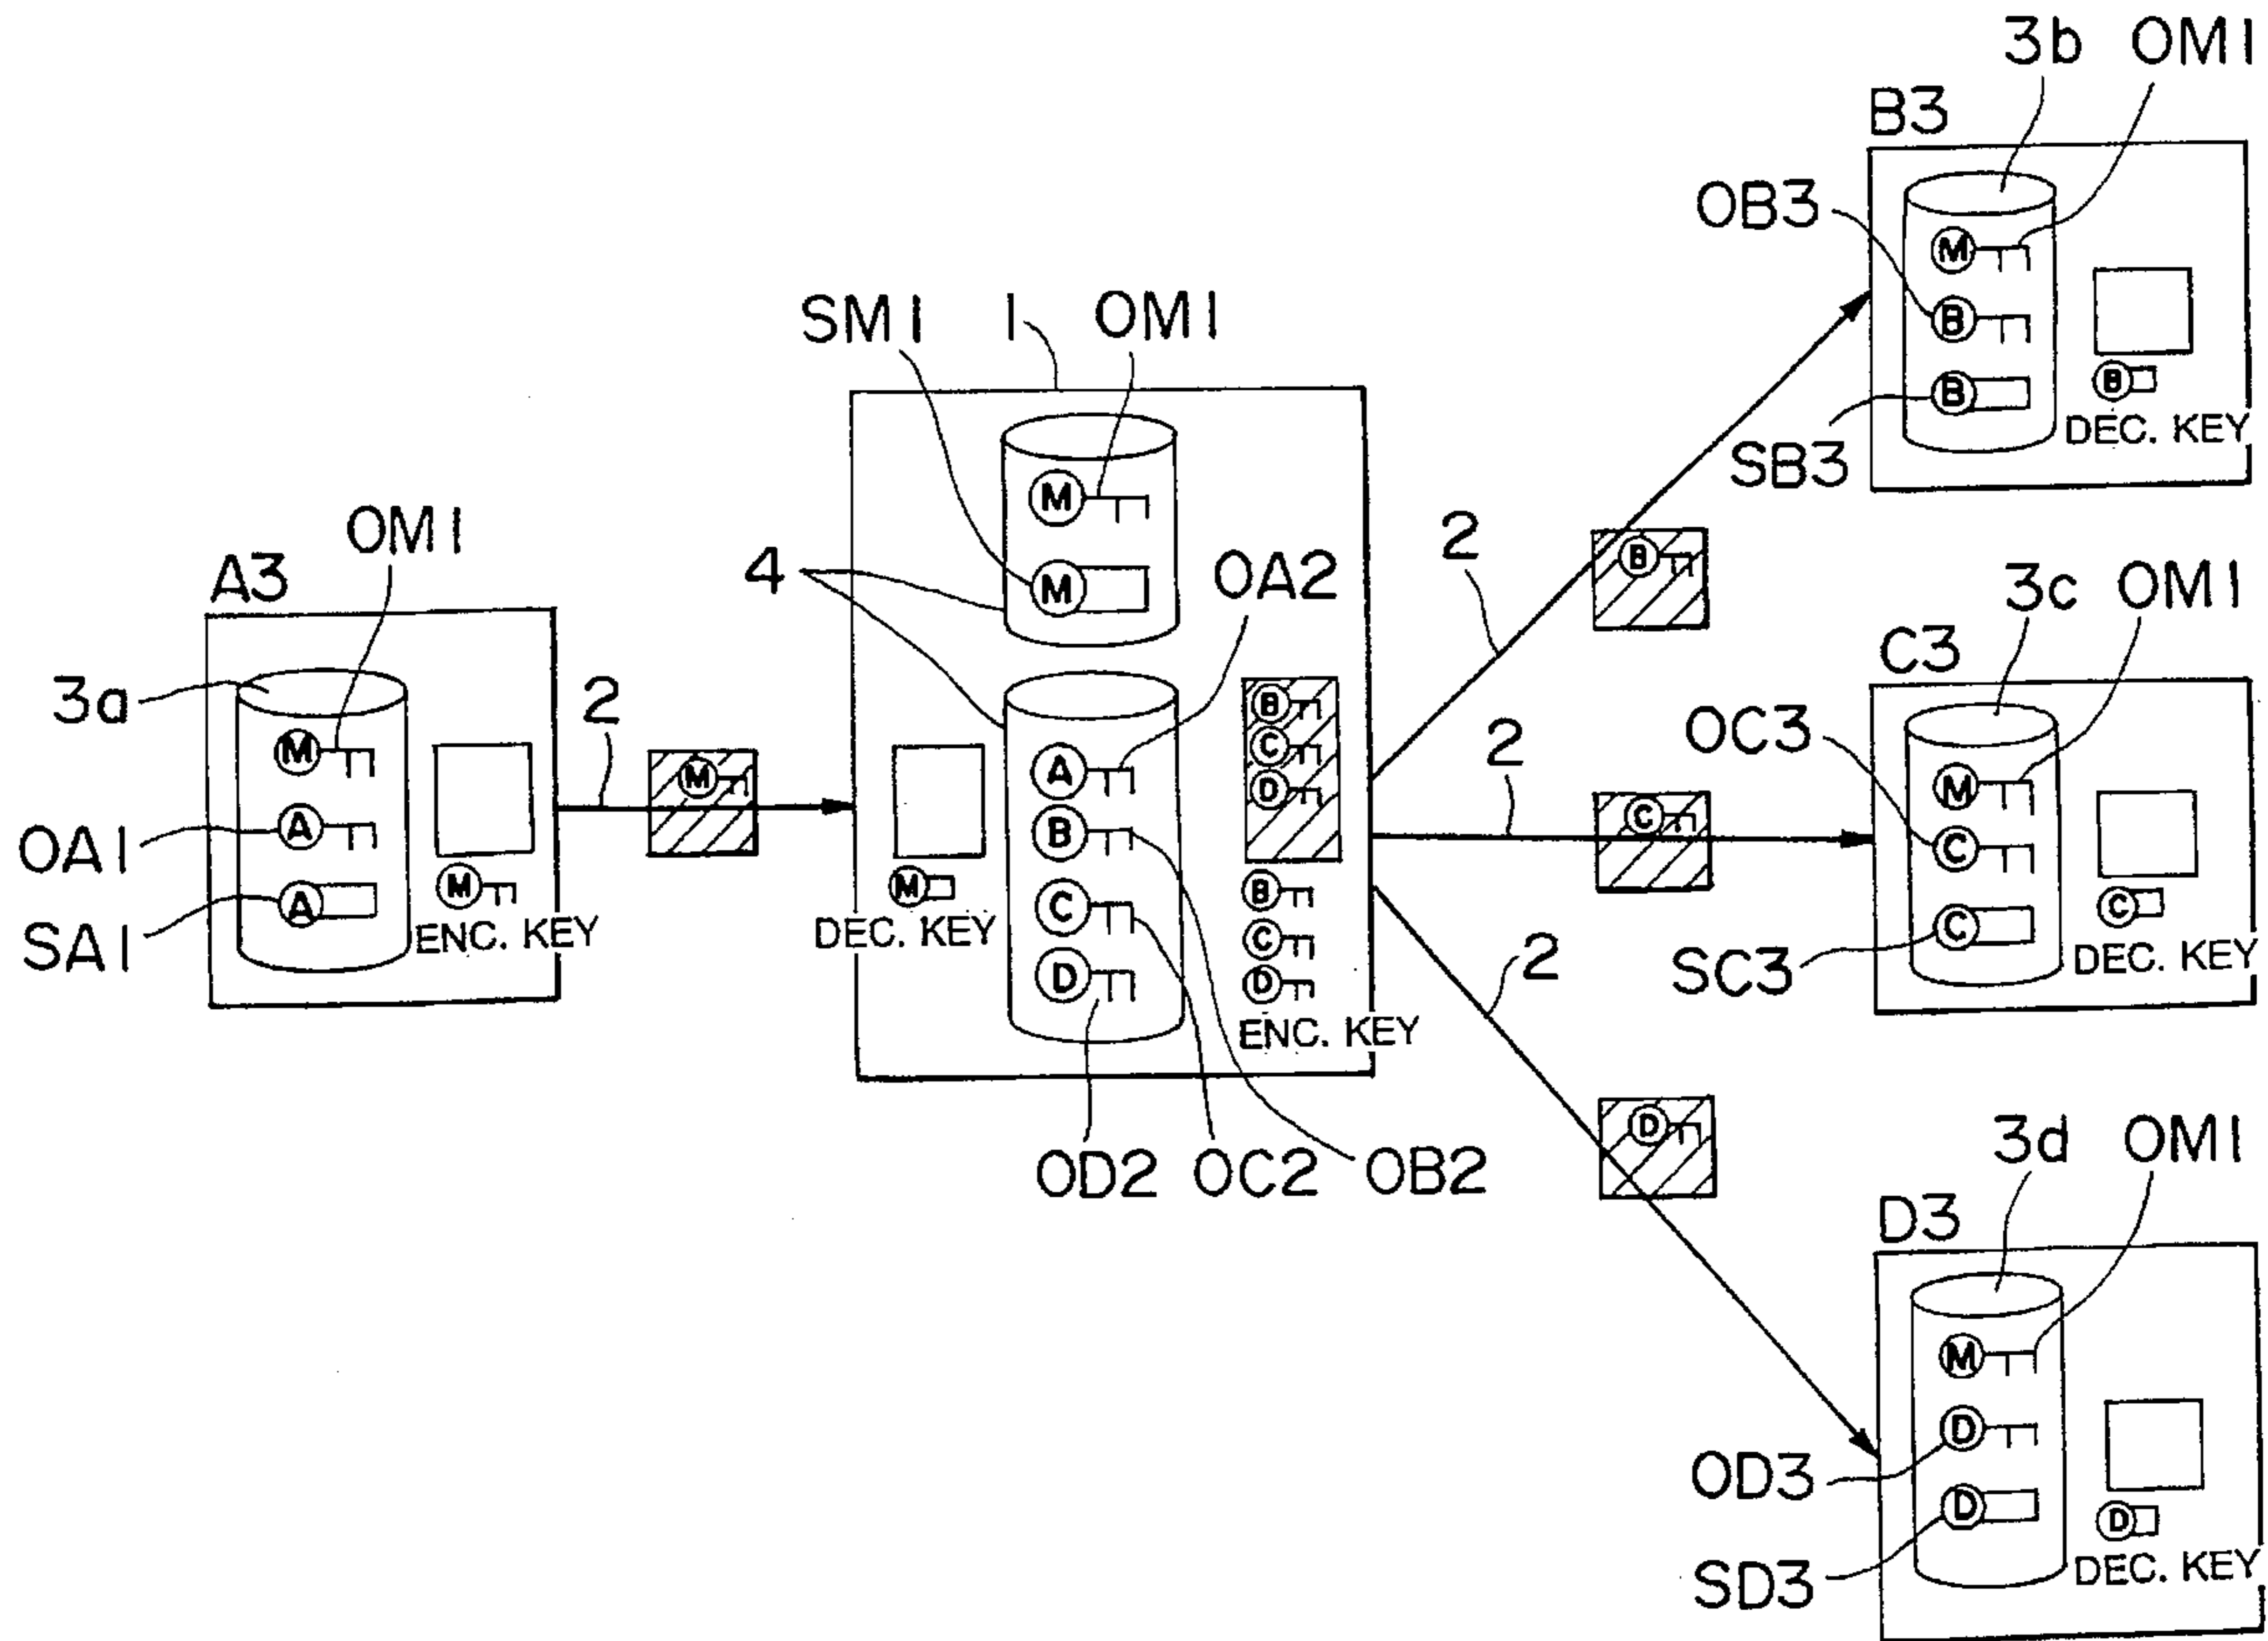 3b OM1
B3
OB3
M
B
B
B
DEC. KEY
SB3
SM1 1 OM1
M
M
4
OA2
2
B
OM1
A3
3a
M
OA1
A
SA1
A
M
ENC. KEY
2
M
M
DEC. KEY
A
B
C
D
B
C
D
B
C
D
ENC. KEY
OD2 OC2 OB2
2
C
3c OM1
C3
OC3
M
C
C
SC3
C
DEC. KEY
2
D
3d OM1
D3
M
D
OD3
D
SD3
D
DEC. KEY